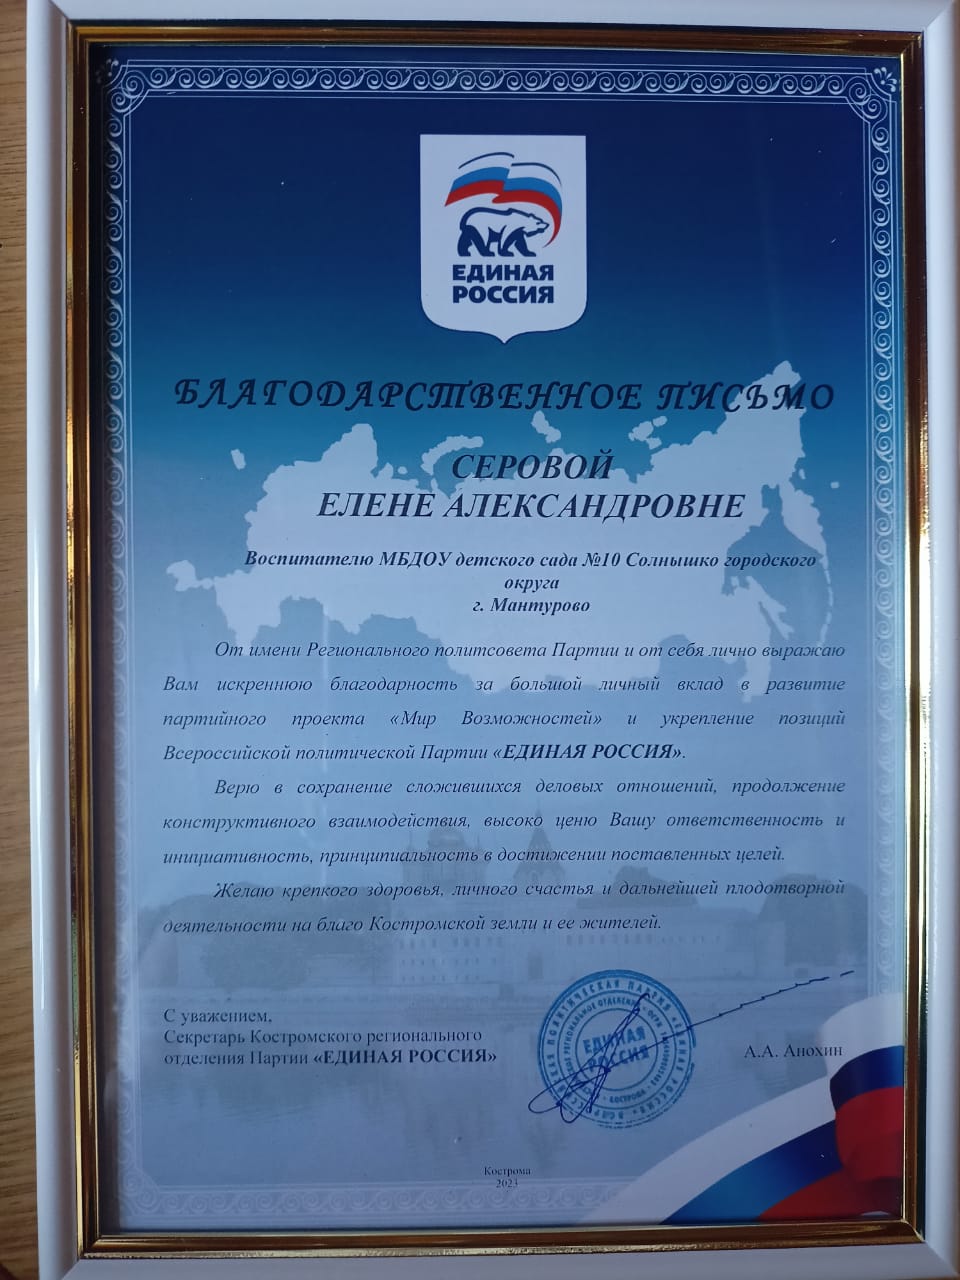 ЕДИНАЯ
РОССИЯ
БЛАГОДАРСТВЕННОЕ ПИСЬМО
СЕРОВОЙ
ЕЛЕНЕ АЛЕКСАНДРОВНЕ
Воспитателю МБДОУ детского сада №10 Солнышко городского
округа
г. Мантурово
От имени Регионального политсовета Партии и от себя лично выражаю
Вам искреннюю благодарность за большой личный вклад в развитие
партийного проекта «Мир Возможностей» и укрепление позиций
Всероссийской политической Партии «ЕДИНАЯ РОССИЯ».
Верю в сохранение сложившихся деловых отношений, продолжение
конструктивного взаимодействия, высоко ценю Вашу ответственность и
инициативность, принципиальность в достижении поставленных целей.
Желаю крепкого здоровья, личного счастья и дальнейшей плодотворной
деятельности на благо Костромской земли и ее жителей.
С уважением,
Секретарь Костромского регионального
отделения Партии «ЕДИНАЯ РОССИЯ»
А.А. Анохин
ЕДИНАЯ
РОССИЯ
КОСТРОМА
Кострома
2023